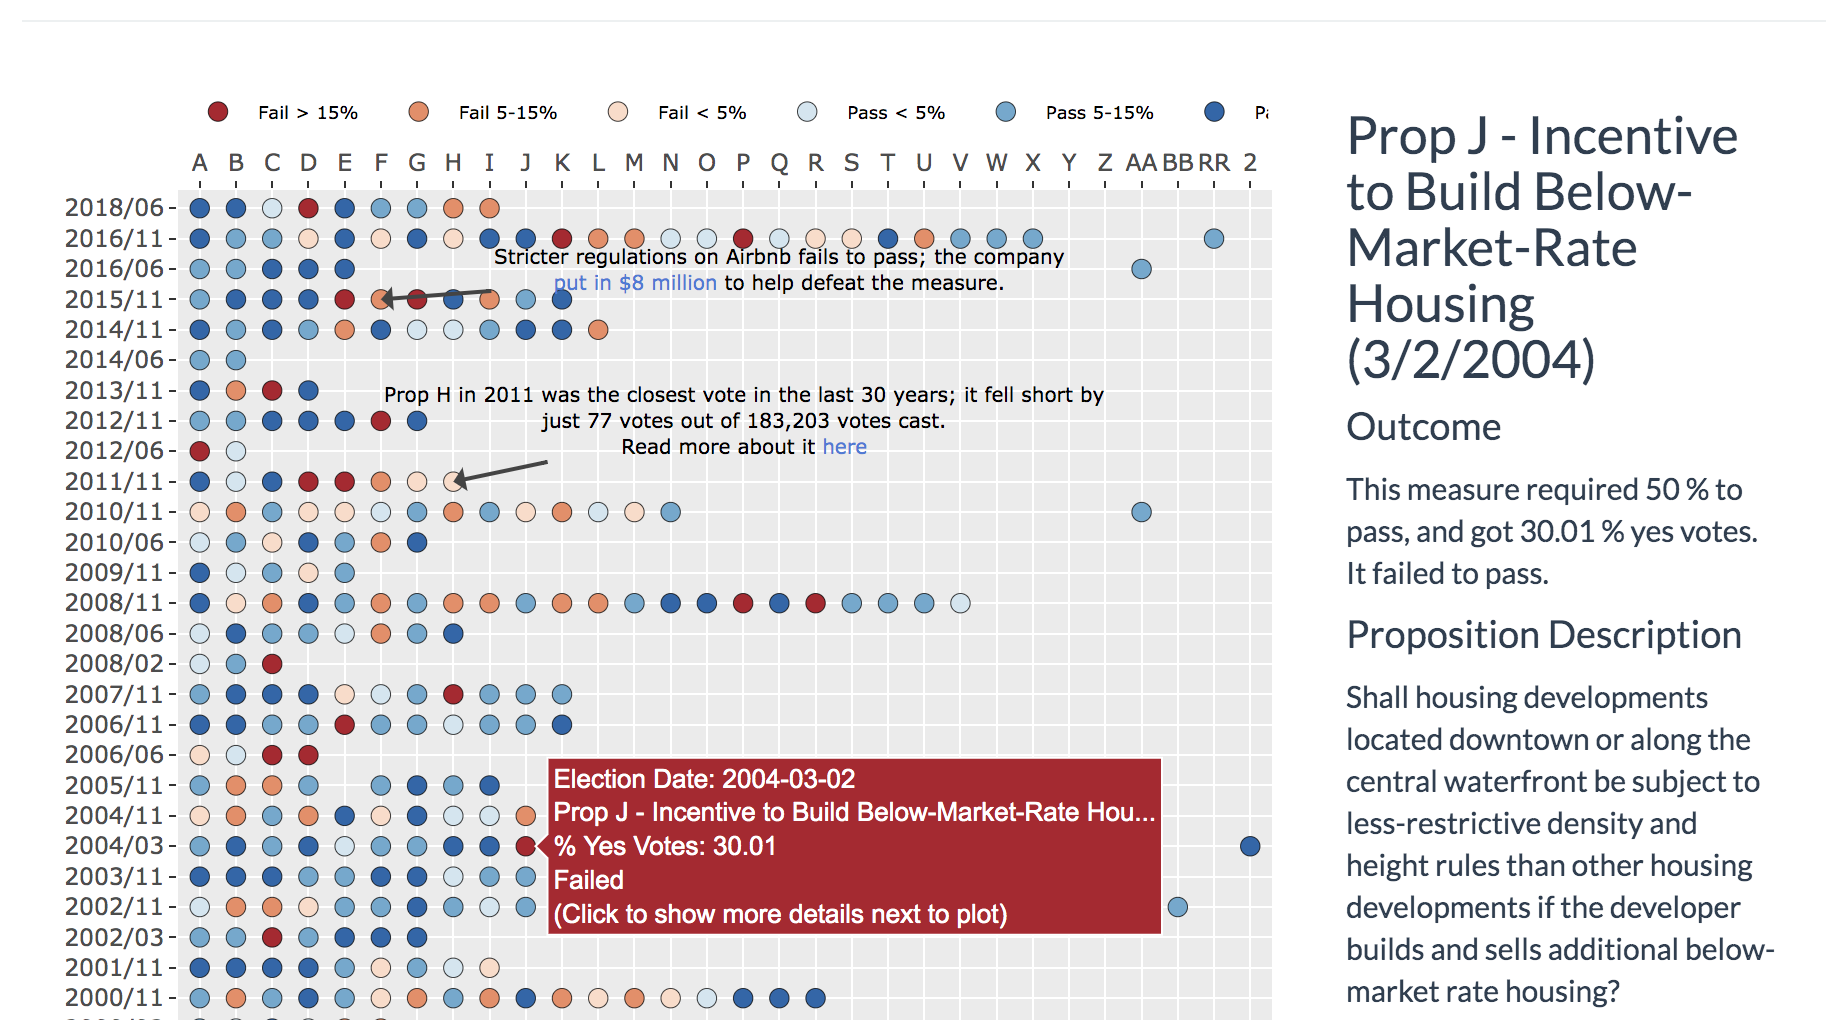 Fail > 15% Fail 5-15% Fail < 5% Pass < 5% Pass 5-15%
A B C D E F G H I J K L M N O P Q R S T U V W X Y Z AA BB RR 2
2018/06
2016/11
Stricter regulations on Airbnb fails to pass; the company
2016/06
put in $8 million to help defeat the measure.
2015/11
2014/11
2014/06
2013/11
Prop H in 2011 was the closest vote in the last 30 years; it fell short by
2012/11
just 77 votes out of 183,203 votes cast.
Read more about it here
2012/06
2011/11
2010/11
2010/06
2009/11
2008/11
2008/06
2008/02
2007/11
2006/11
2006/06
2005/11
2004/11
2004/03
2003/11
2002/11
2002/03
2001/11
2000/11
Election Date: 2004-03-02
Prop J - Incentive to Build Below-Market-Rate Hou...
% Yes Votes: 30.01
Failed
(Click to show more details next to plot)
Prop J - Incentive
to Build Below-
Market-Rate
Housing
(3/2/2004)
Outcome
This measure required 50 % to
pass, and got 30.01 % yes votes.
It failed to pass.
Proposition Description
Shall housing developments
located downtown or along the
central waterfront be subject to
less-restrictive density and
height rules than other housing
developments if the developer
builds and sells additional below-
market rate housing?